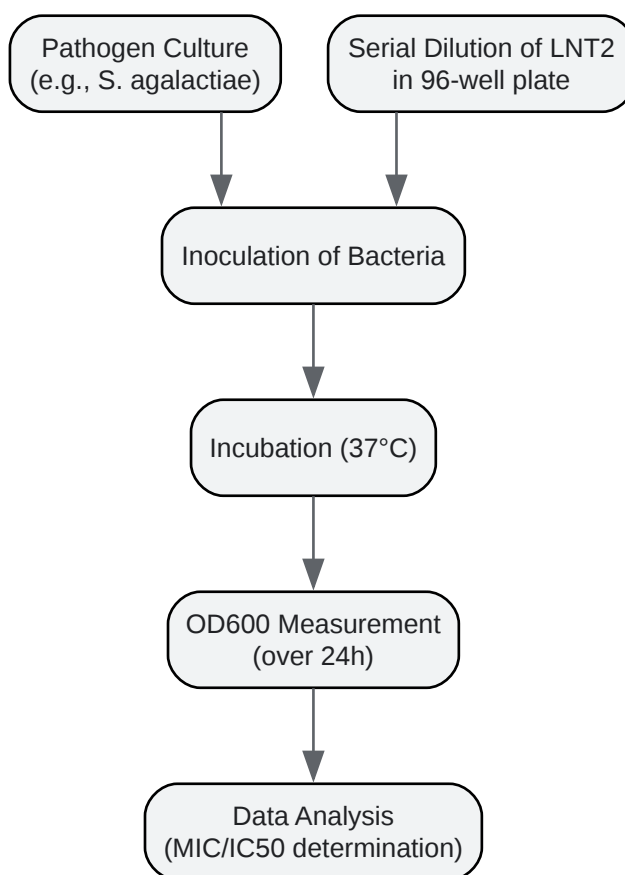 Pathogen Culture
(e.g., S. agalactiae)
Serial Dilution of LNT2
in 96-well plate
Inoculation of Bacteria
Incubation (37°C)
OD600 Measurement
(over 24h)
Data Analysis
(MIC/IC50 determination)